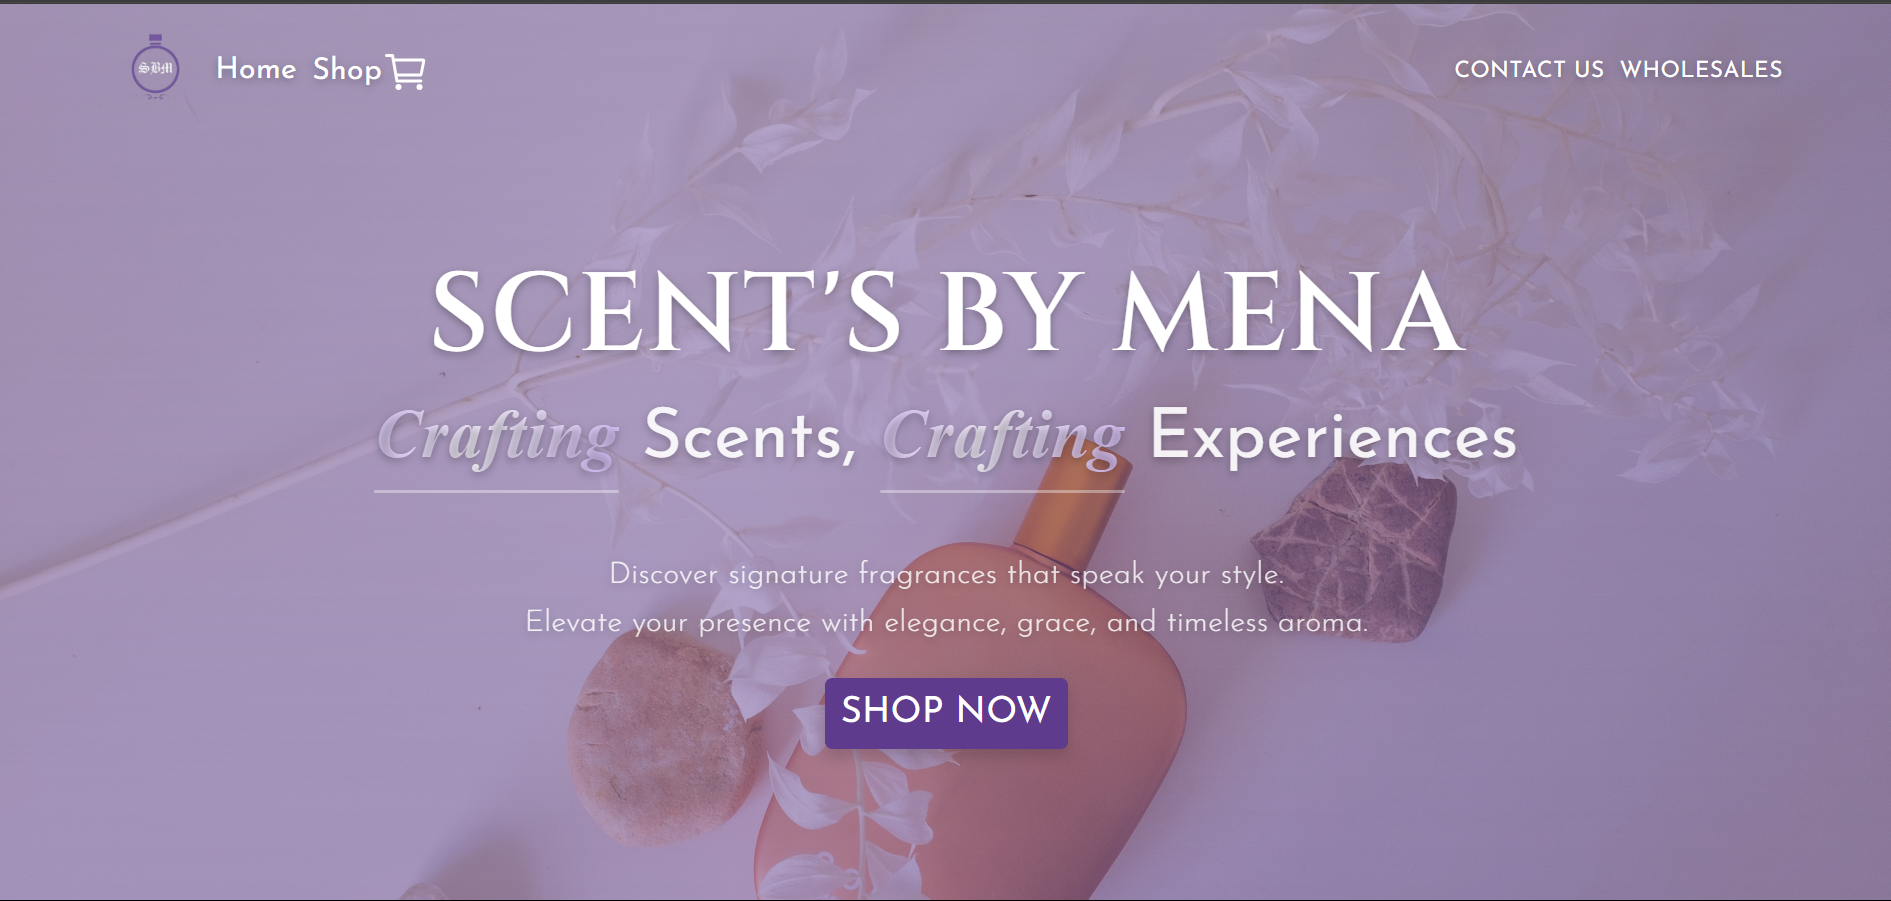 SBM
Home Shop
CONTACT US WHOLESALES
SCENT'S BY MENA
Crafting Scents, Crafting Experiences
Discover signature fragrances that speak your style.
Elevate your presence with elegance, grace, and timeless aroma.
SHOP NOW